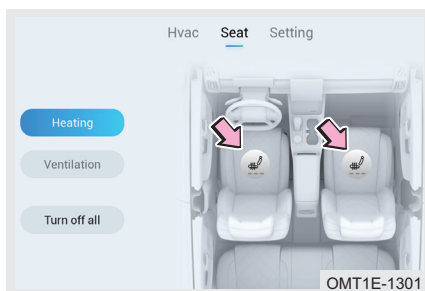 Hvac Seat Setting
Heating
Ventilation
Turn off all
OMT1E-1301